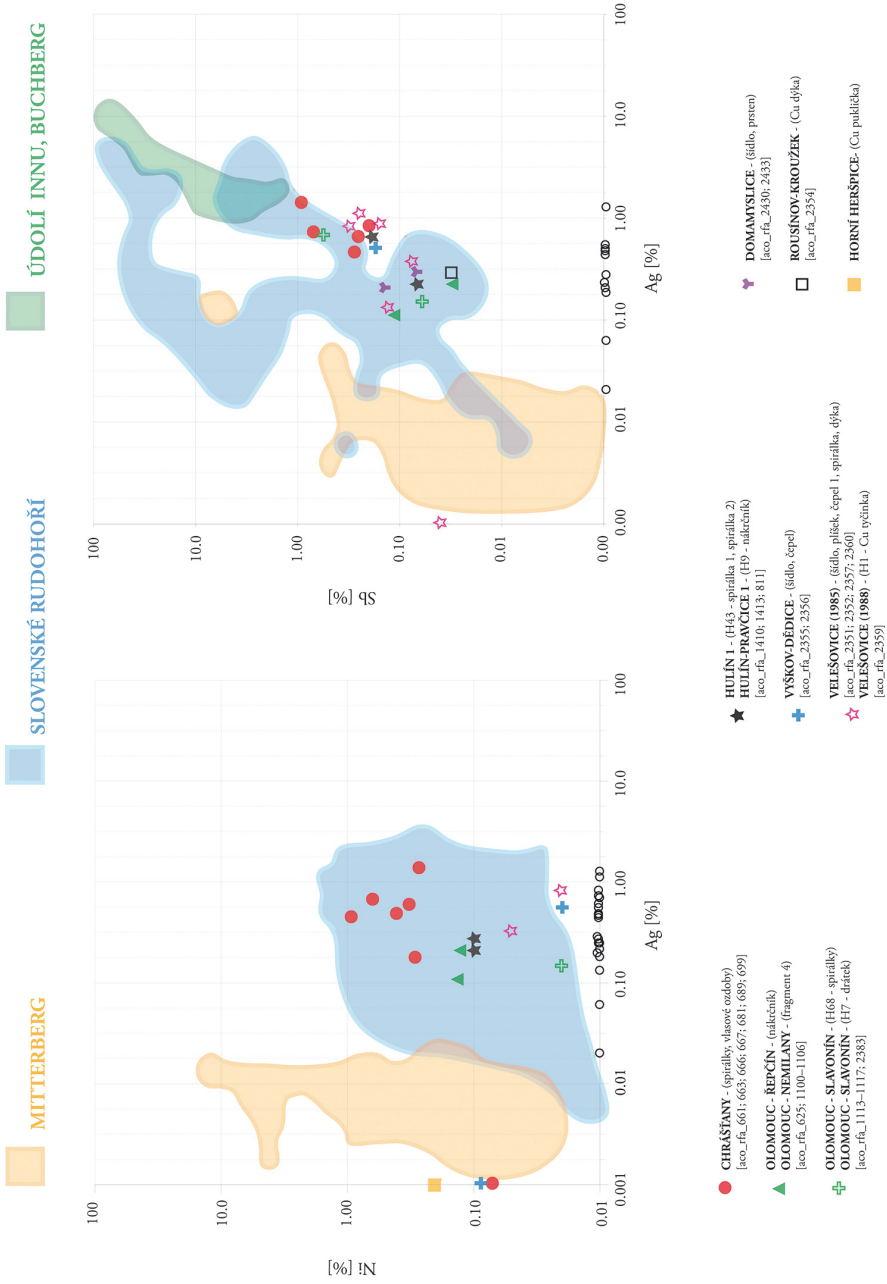 MITTERBERG
SLOVENSKÉ RUDOHOŘÍ
ÚDOLÍ INNU, BUCHBERG
Ni [%]
100
10.0
1.00
0.10
0.01
0.001
0.01
0.10
1.00
10.0
100
Ag [%]
Sb [%]
100
10.0
1.00
0.10
0.01
0.00
0.00
0.01
0.10
1.00
10.0
100
Ag [%]
CHRÁŠŤANY - (spirálky, vlasové ozdoby)
[aco_rfa_661; 663; 666; 667; 681; 689; 699]
OLOMOUC - ŘEPČÍN - (nákrčník)
OLOMOUC - NEMILANY - (fragment 4)
[aco_rfa_625; 1100–1106]
OLOMOUC - SLAVONÍN - (H68 - spirálky)
OLOMOUC - SLAVONÍN - (H7 - drátek)
[aco_rfa_1113–1117; 2383]
HULÍN 1 - (H43 - spirálka 1, spirálka 2)
HULÍN-PRAVČICE 1 - (H9 - nákrčník)
[aco_rfa_1410; 1413; 811]
VYŠKOV-DĚDICE - (šídlo, čepel)
[aco_rfa_2355; 2356]
VELEŠOVICE (1985) - (šídlo, plíšek, čepel 1, spirálka, dýka)
[aco_rfa_2351; 2352; 2357; 2360]
VELEŠOVICE (1988) - (H1 - Cu tyčinka)
[aco_rfa_2359]
DOMAMYSLICE - (šídlo, prsten)
[aco_rfa_2430; 2433]
ROUSÍNOV-KROUŽEK - (Cu dýka)
[aco_rfa_2354]
HORNÍ HERŠPICE- (Cu puklička)